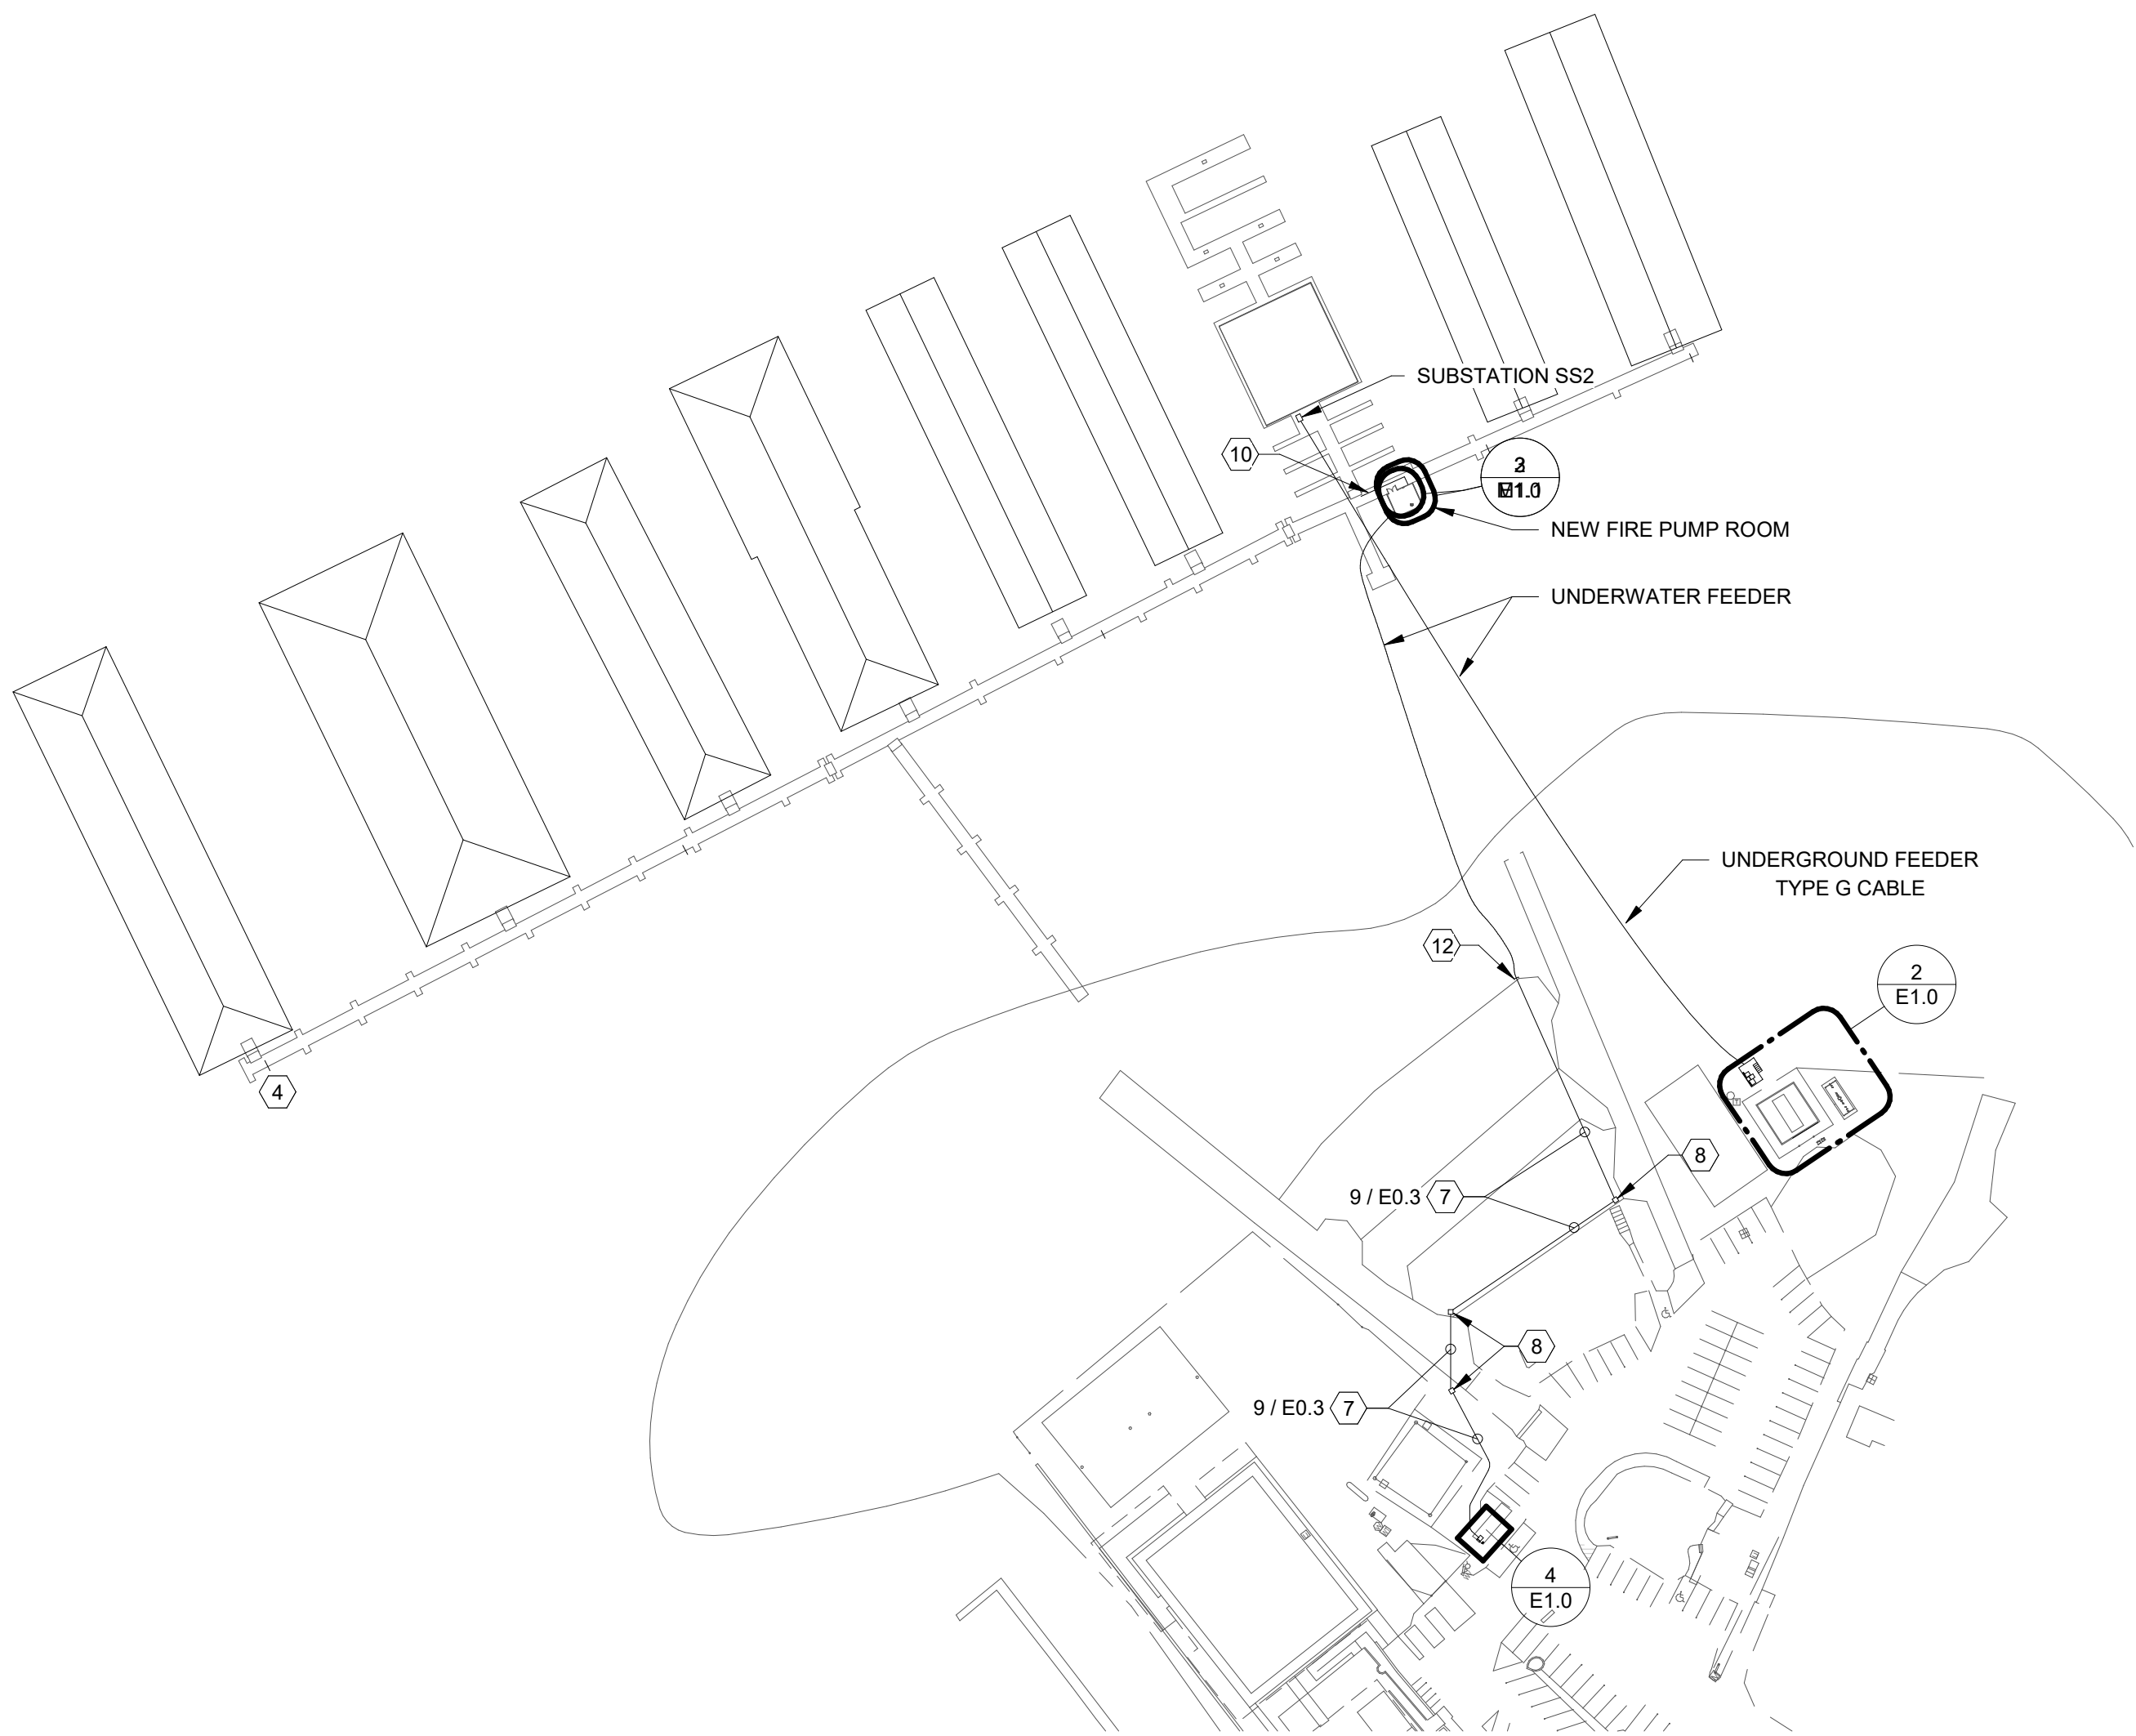 SUBSTATION SS2
10
3
NEW FIRE PUMP ROOM
UNDERWATER FEEDER
UNDERGROUND FEEDER
TYPE G CABLE
12
2
E1.0
4
8
9 / E0.3 7
8
9 / E0.3 7
4
E1.0